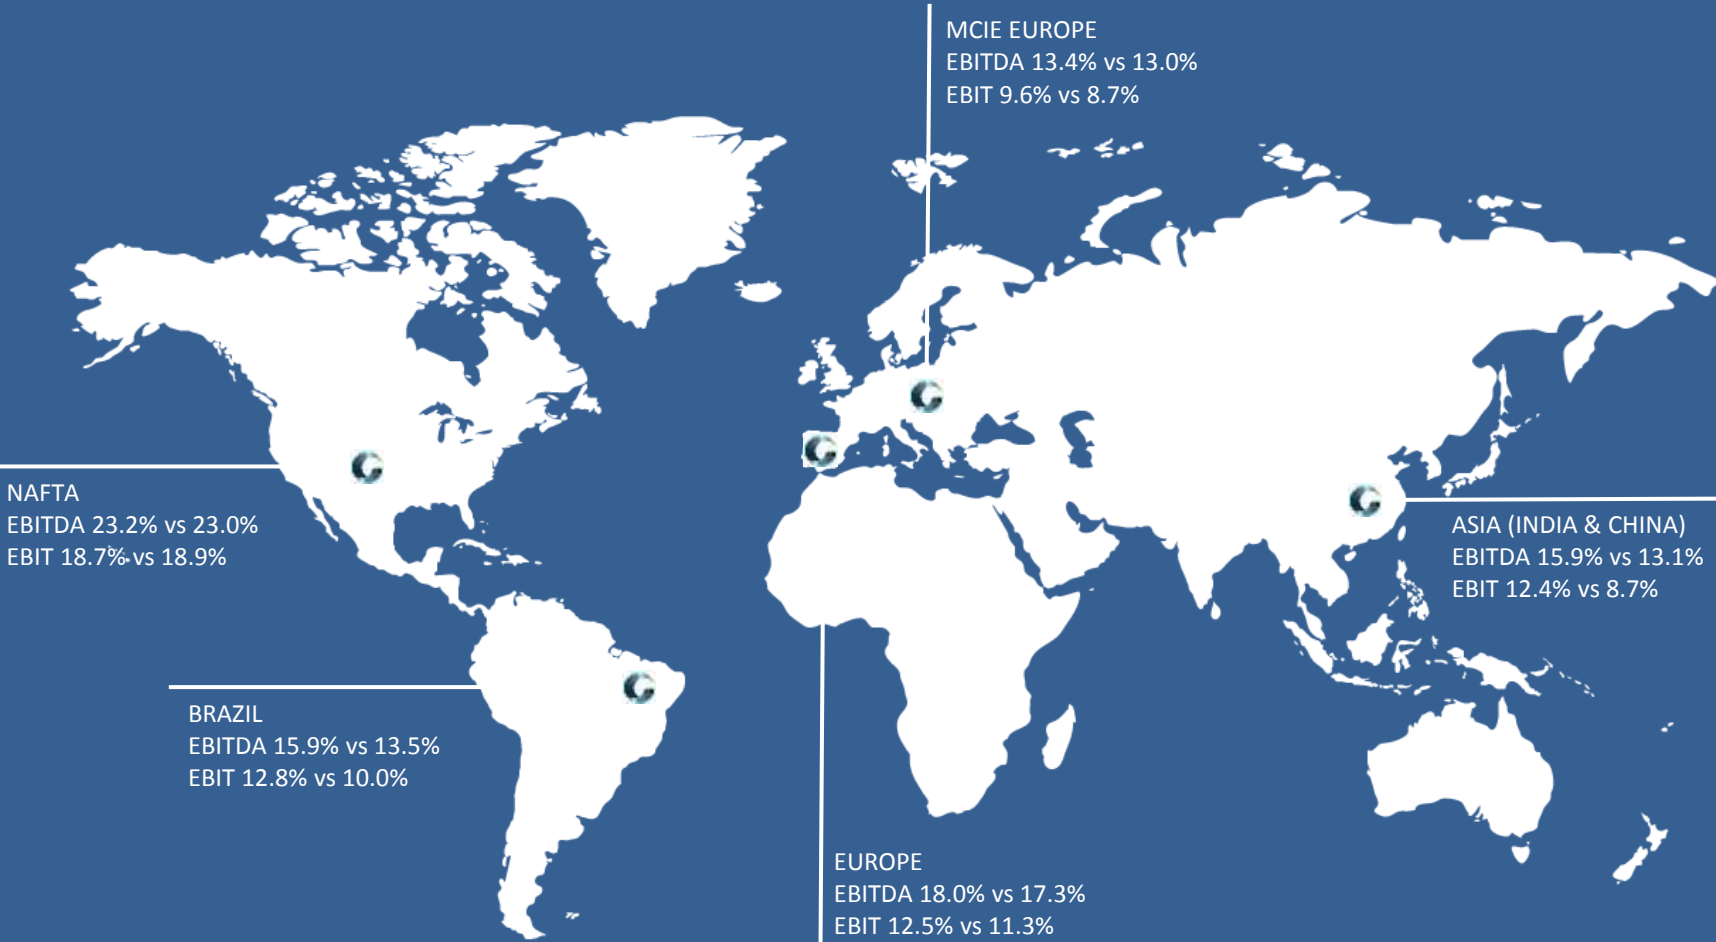 MCIE EUROPE
EBITDA 13.4% vs 13.0%
EBIT 9.6% vs 8.7%
NAFTA
EBITDA 23.2% vs 23.0%
EBIT 18.7% vs 18.9%
ASIA (INDIA & CHINA)
EBITDA 15.9% vs 13.1%
EBIT 12.4% vs 8.7%
BRAZIL
EBITDA 15.9% vs 13.5%
EBIT 12.8% vs 10.0%
EUROPE
EBITDA 18.0% vs 17.3%
EBIT 12.5% vs 11.3%